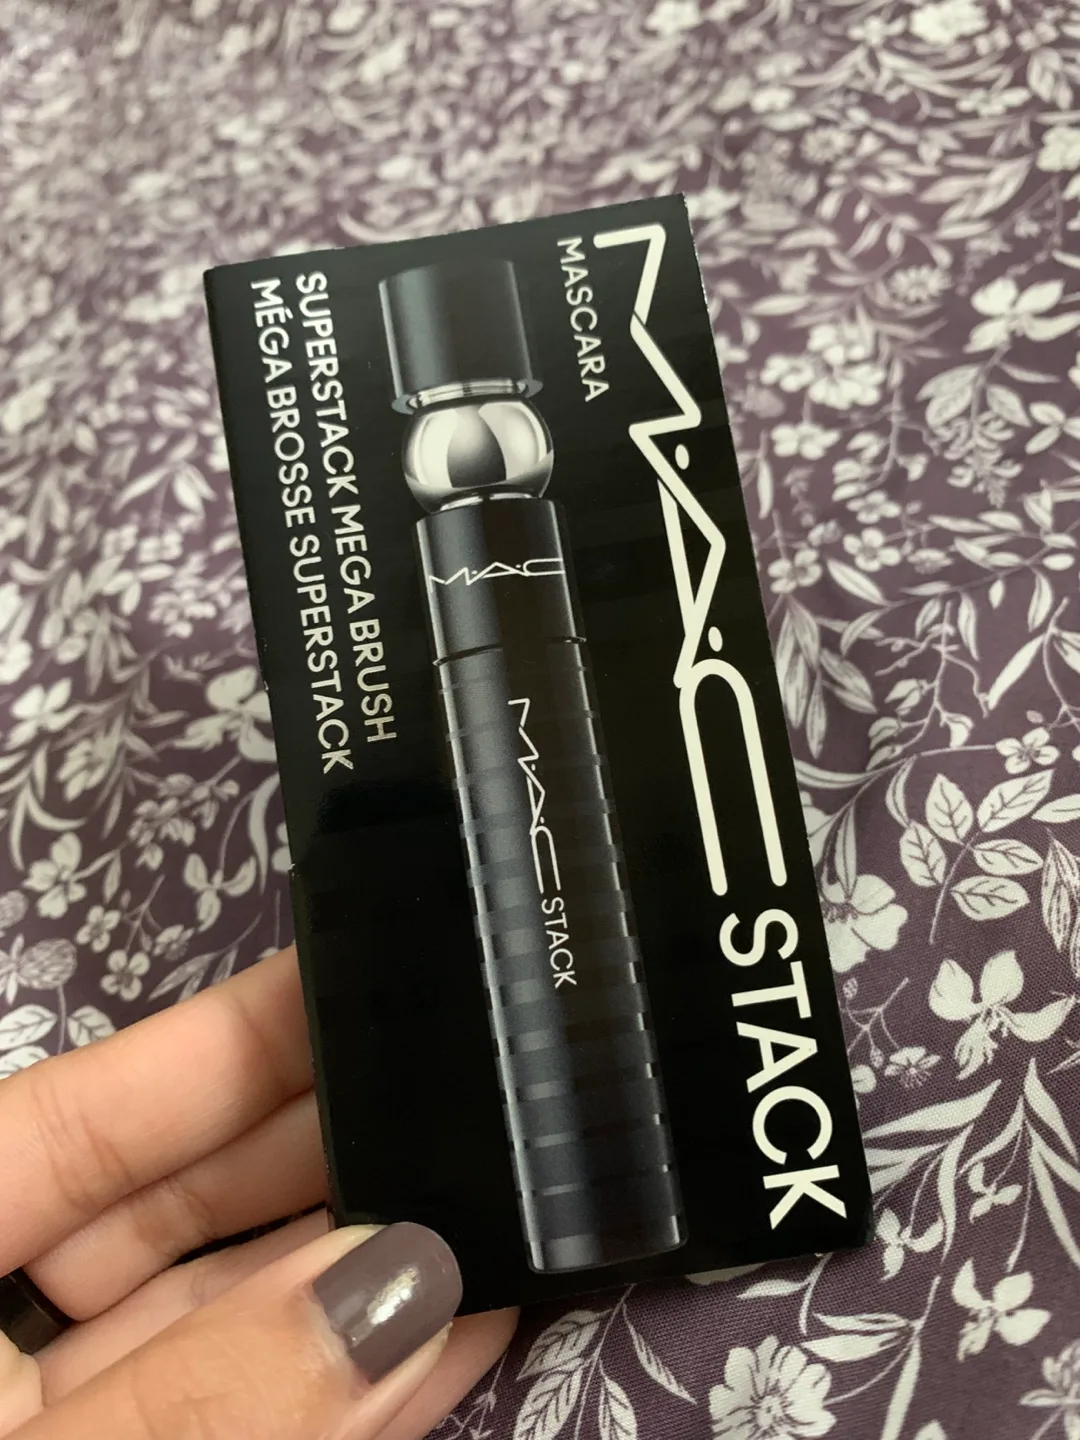 M·A·C STACK
MASCARA
M·A·C
M·A·C STACK
SUPERSTACK MEGA BRUSH
MÉGA BROSSE SUPERSTACK